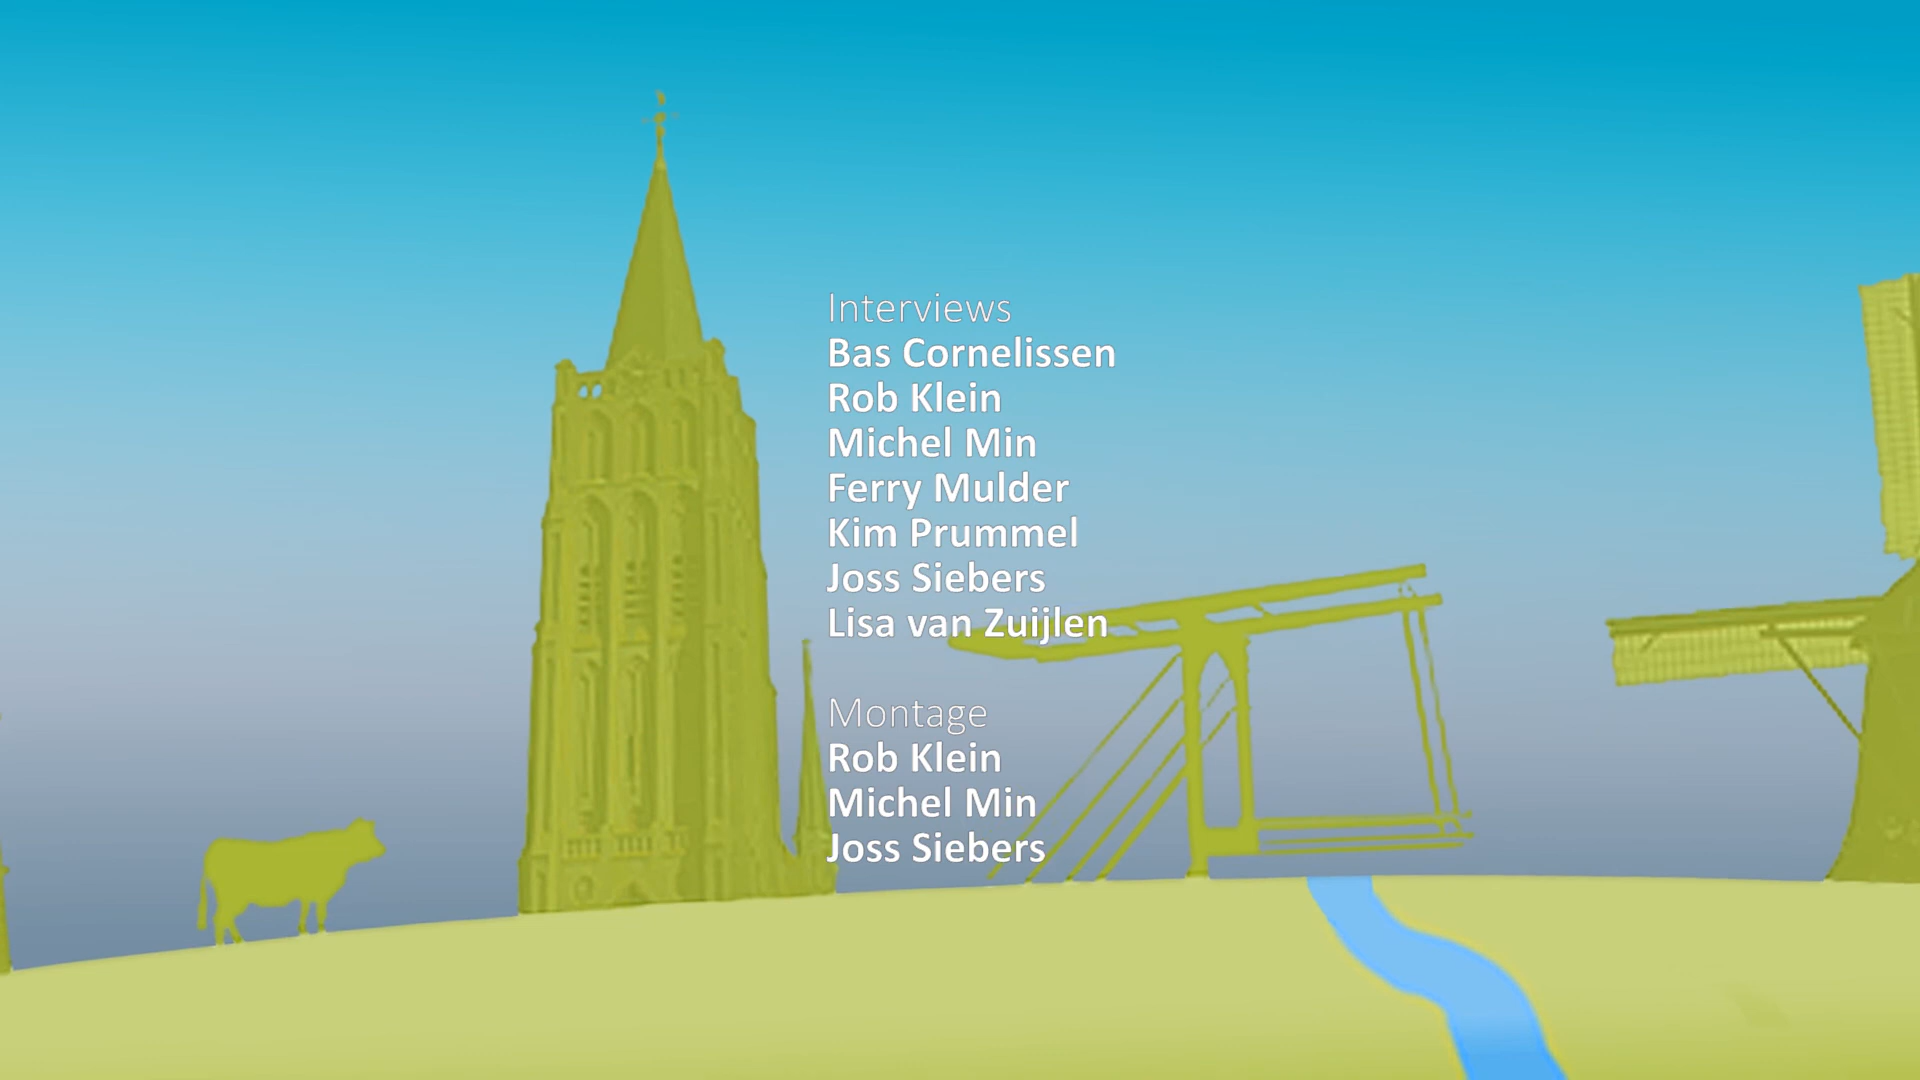 Interviews
Bas Cornelissen
Rob Klein
Michel Min
Ferry Mulder
Kim Prummel
Joss Siebers
Lisa van Zuijlen
Montage
Rob Klein
Michel Min
Joss Siebers